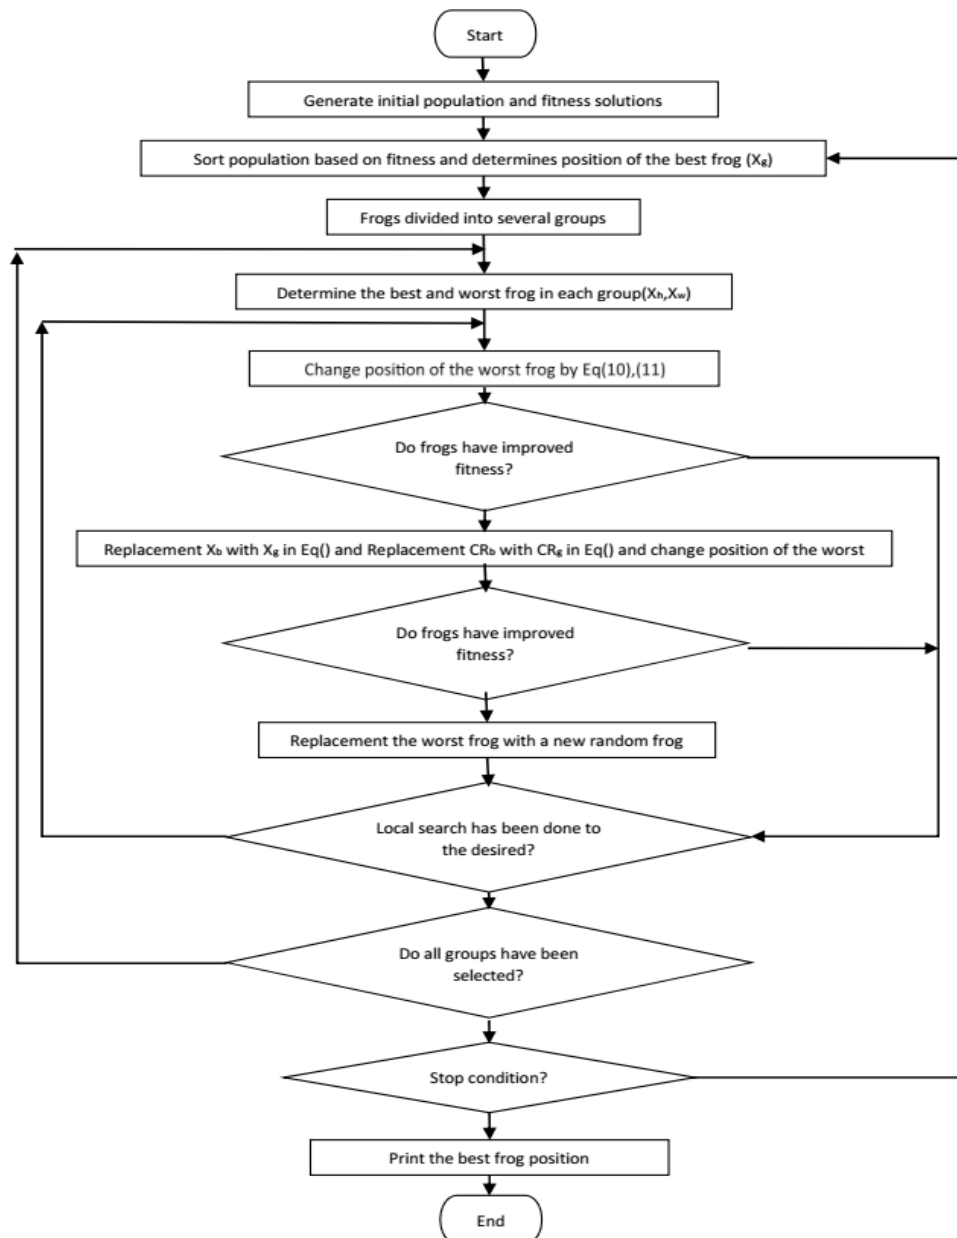 Start
Generate initial population and fitness solutions
Sort population based on fitness and determines position of the best frog (Xg)
Frogs divided into several groups
Determine the best and worst frog in each group(Xh,Xw)
Change position of the worst frog by Eq(10),(11)
Do frogs have improved
fitness?
Replacement Xb with Xg in Eq() and Replacement CRb with CRg in Eq() and change position of the worst
Do frogs have improved
fitness?
Replacement the worst frog with a new random frog
Local search has been done to
the desired?
Do all groups have been
selected?
Stop condition?
Print the best frog position
End